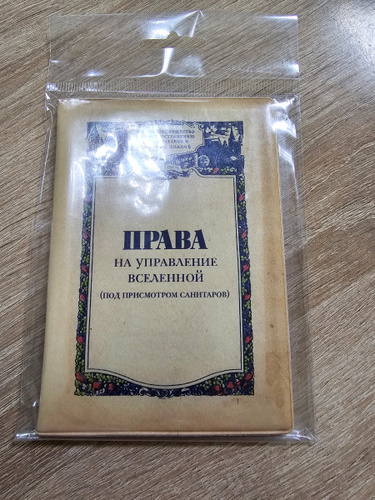 ПРАВА
НА УПРАВЛЕНИЕ
ВСЕЛЕННОЙ
(ПОД ПРИСМОТРОМ САНИТАРОВ)